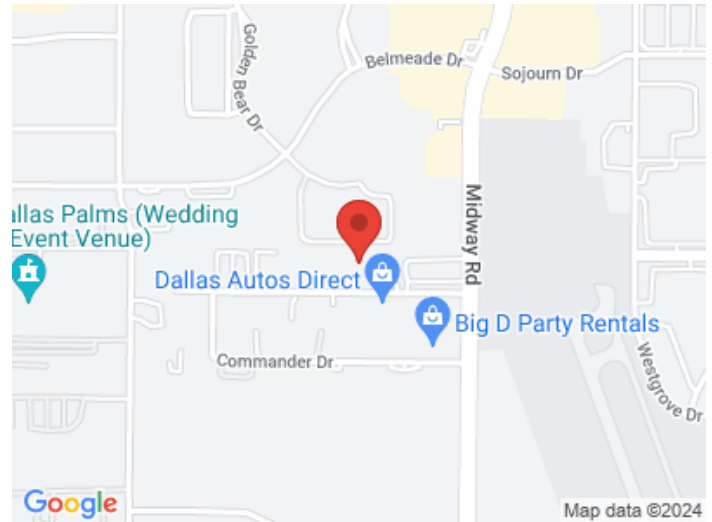 Golden
Bear Dr
Belmeade Dr
Sojourn Dr
allas Palms (Wedding
Event Venue)
Midway Rd
Dallas Autos Direct
Big D Party Rentals
Commander Dr
Westgrove Dr
Google
Map data ©2024